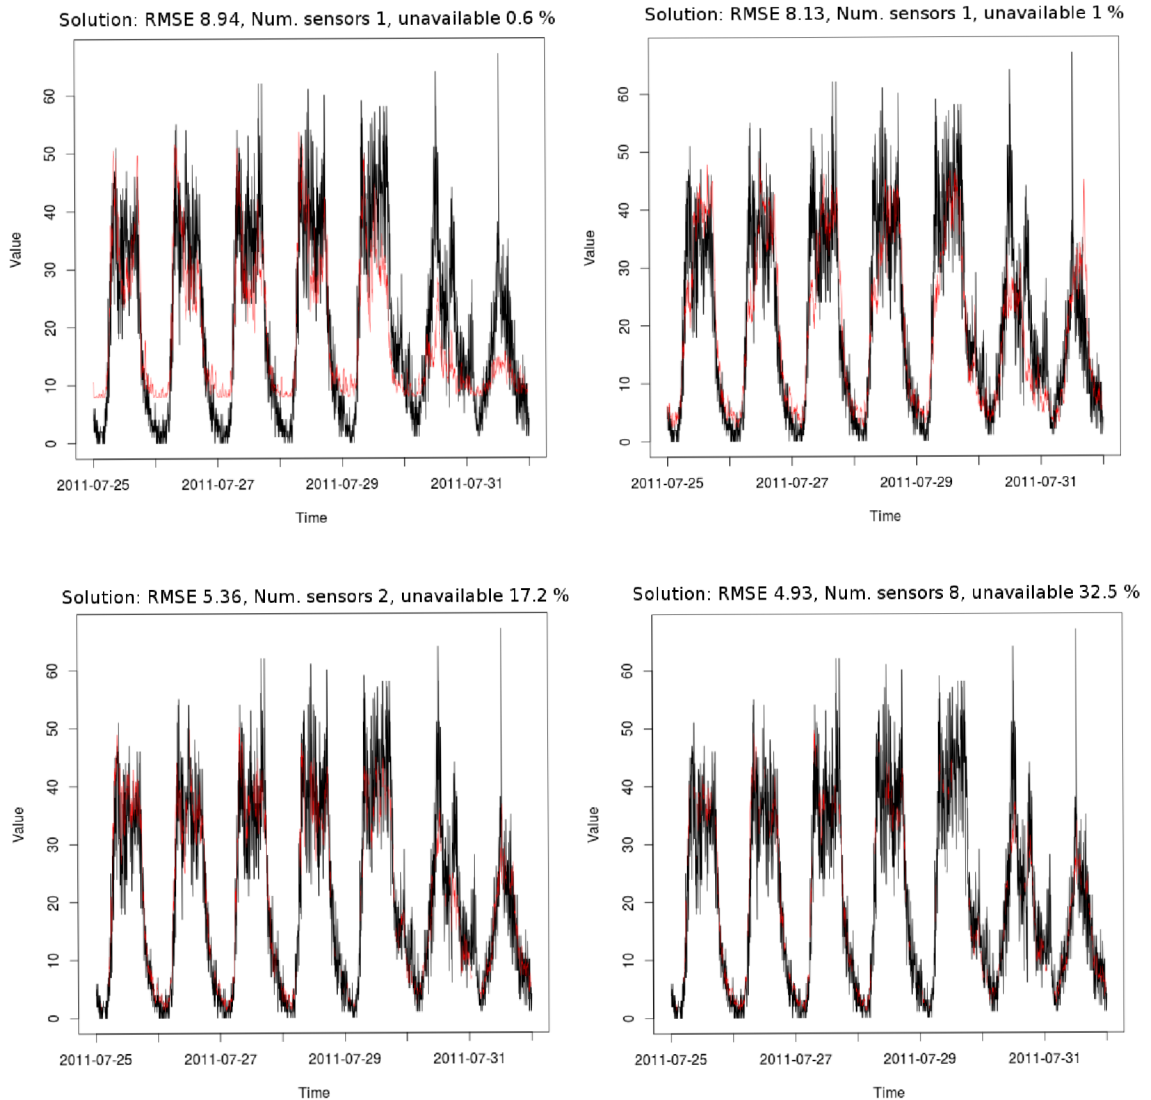 Solution: RMSE 8.94, Num. sensors 1, unavailable 0.6 %
Value
60
50
40
30
20
10
0
2011-07-25 2011-07-27 2011-07-29 2011-07-31
Time
Solution: RMSE 8.13, Num. sensors 1, unavailable 1 %
Value
60
50
40
30
20
10
0
2011-07-25 2011-07-27 2011-07-29 2011-07-31
Time
Solution: RMSE 5.36, Num. sensors 2, unavailable 17.2 %
Value
60
50
40
30
20
10
0
2011-07-25 2011-07-27 2011-07-29 2011-07-31
Time
Solution: RMSE 4.93, Num. sensors 8, unavailable 32.5 %
Value
60
50
40
30
20
10
0
2011-07-25 2011-07-27 2011-07-29 2011-07-31
Time